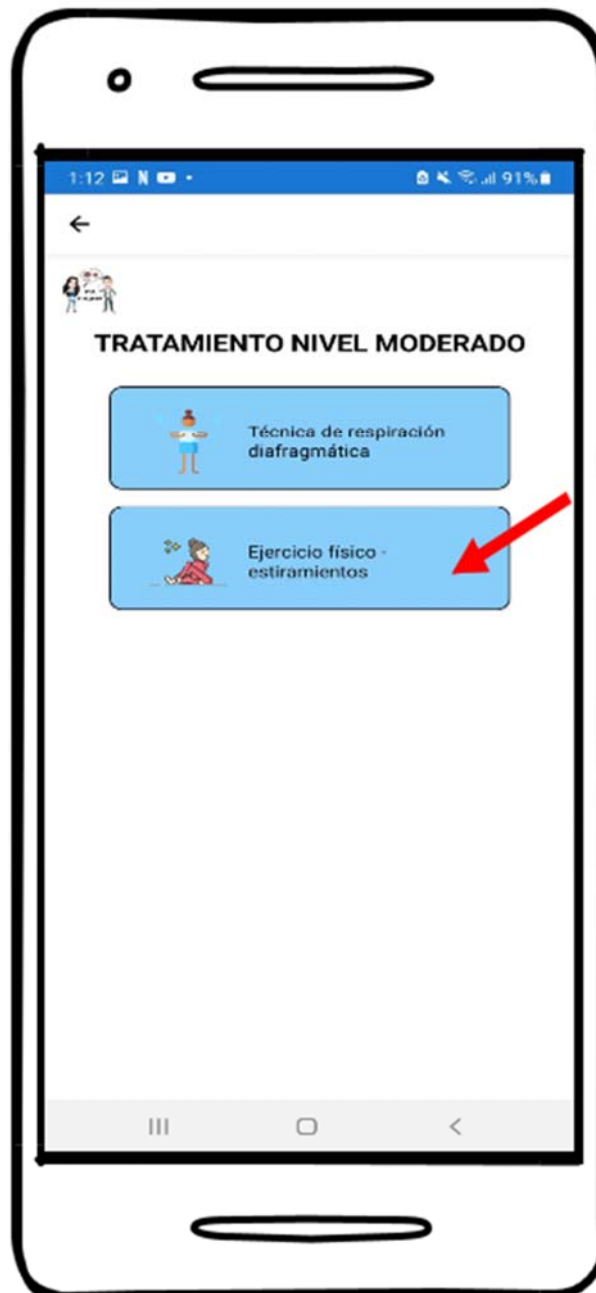 1:12 N
91%
TRATAMIENTO NIVEL MODERADO
Técnica de respiración
diafragmática
Ejercicio físico -
estiramientos